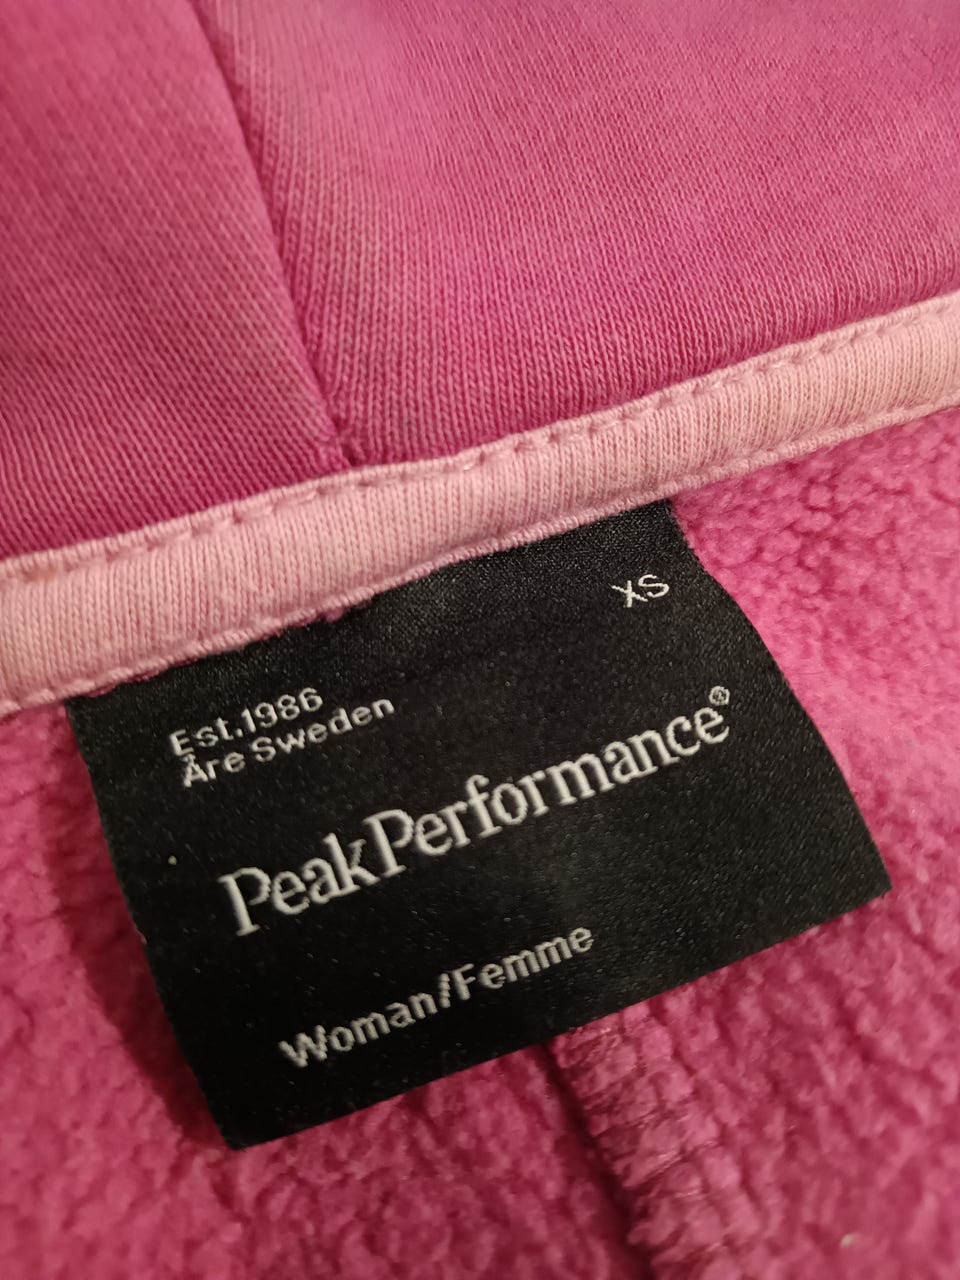 XS
Est.1986
Åre Sweden
PeakPerformance®
Woman/Femme